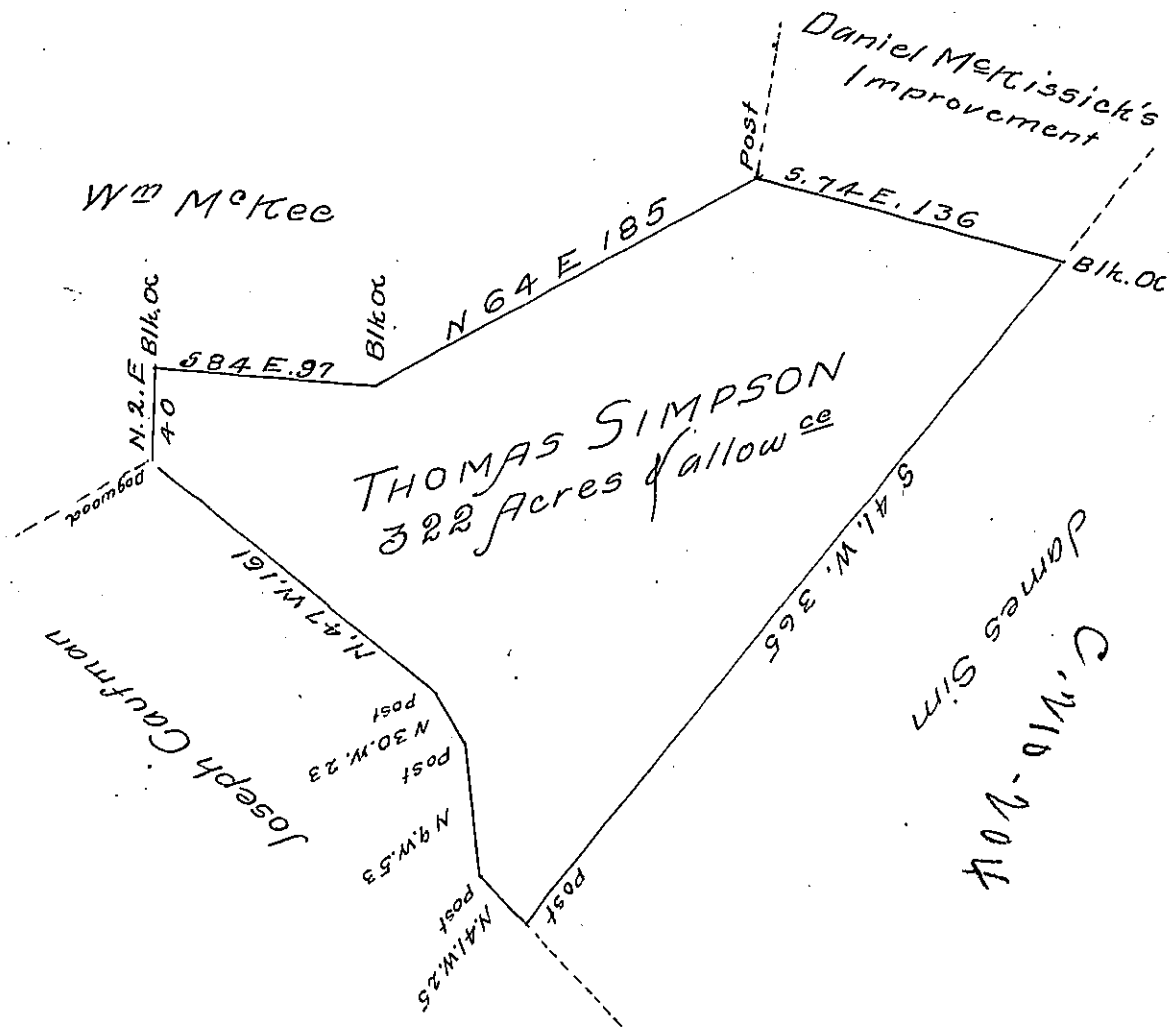 Daniel McKissick's
Improvement
Post
S. 74 E. 136
Blk. Oc
Wm McKee
N 64 E 185
Blk Oc
Blk. Oc
S 84 E. 97
N. 2. E
40
Dogwood
THOMAS SIMPSON
322 Acres & allow ce
S 41. W. 365
James Sim
N. 47 W. 161
Joseph Caufman
Post
N 30. W. 23
Post
N 9. W. 53
Post
N. 41. W. 25
Post